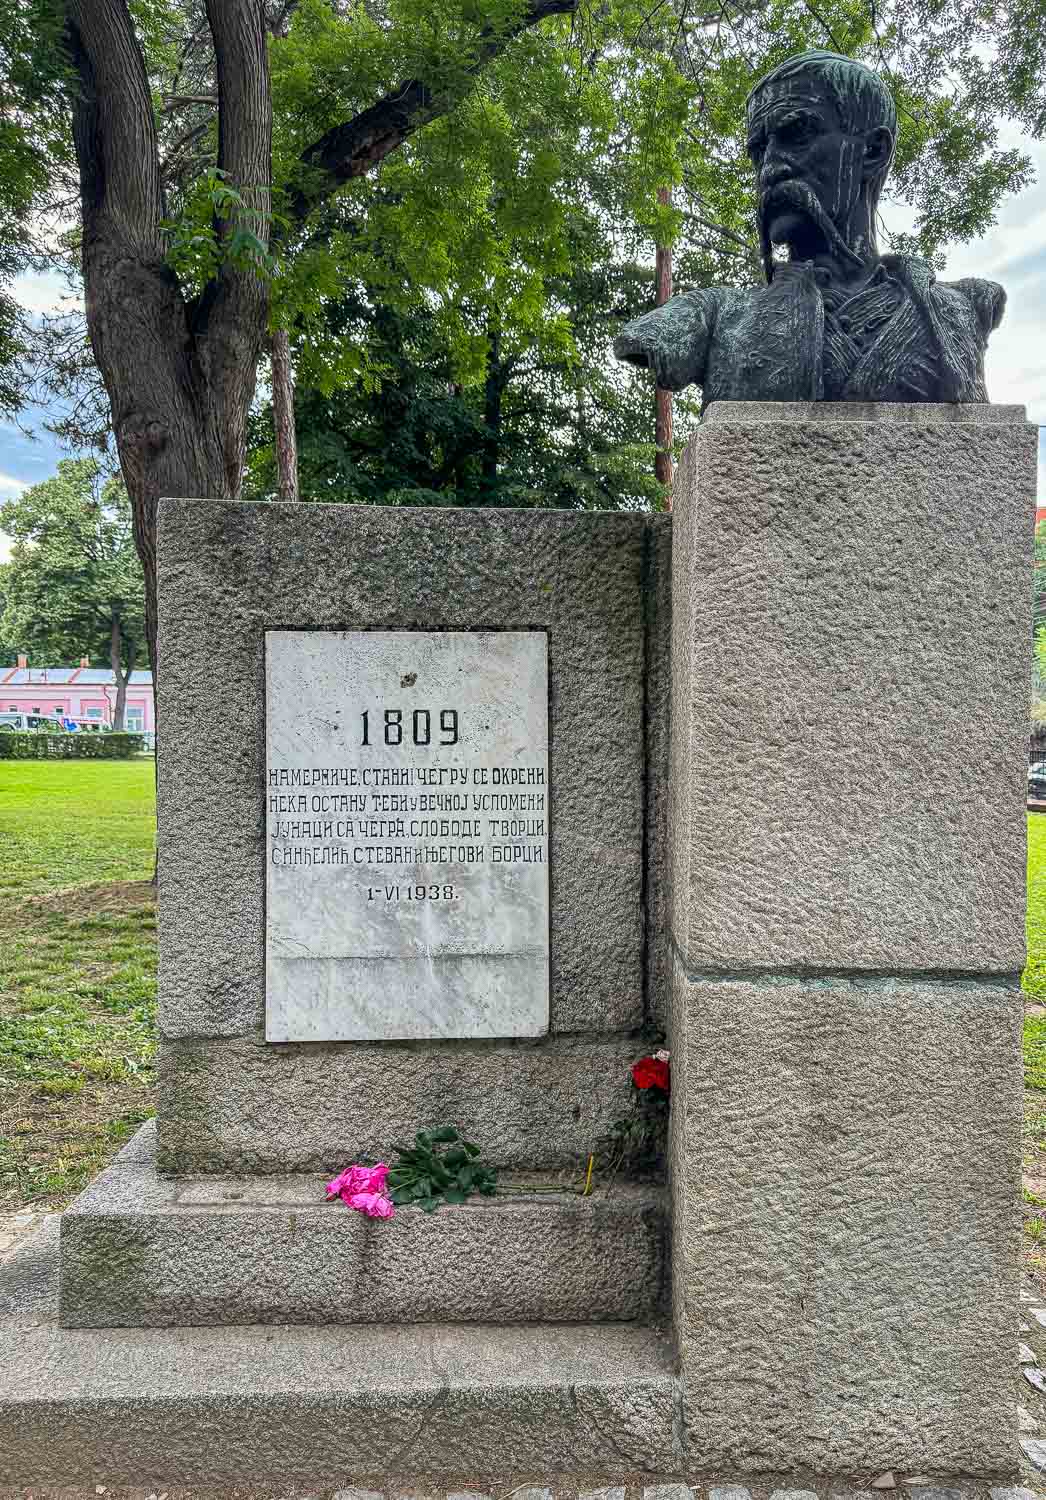 1809
НАМЕРНИЧЕ, СТАНИ, ЧЕГРУ СЕ ОКРЕНИ
НЕКА ОСТАНУ ТЕБИ У ВЕЧНОЈ УСПОМЕНИ
ЈУНАЦИ СА ЧЕГРА, СЛОБОДЕ ТВОРЦИ,
СИНЂЕЛИЋ СТЕВАН И ЊЕГОВИ БОРЦИ.
1-VI 1938.